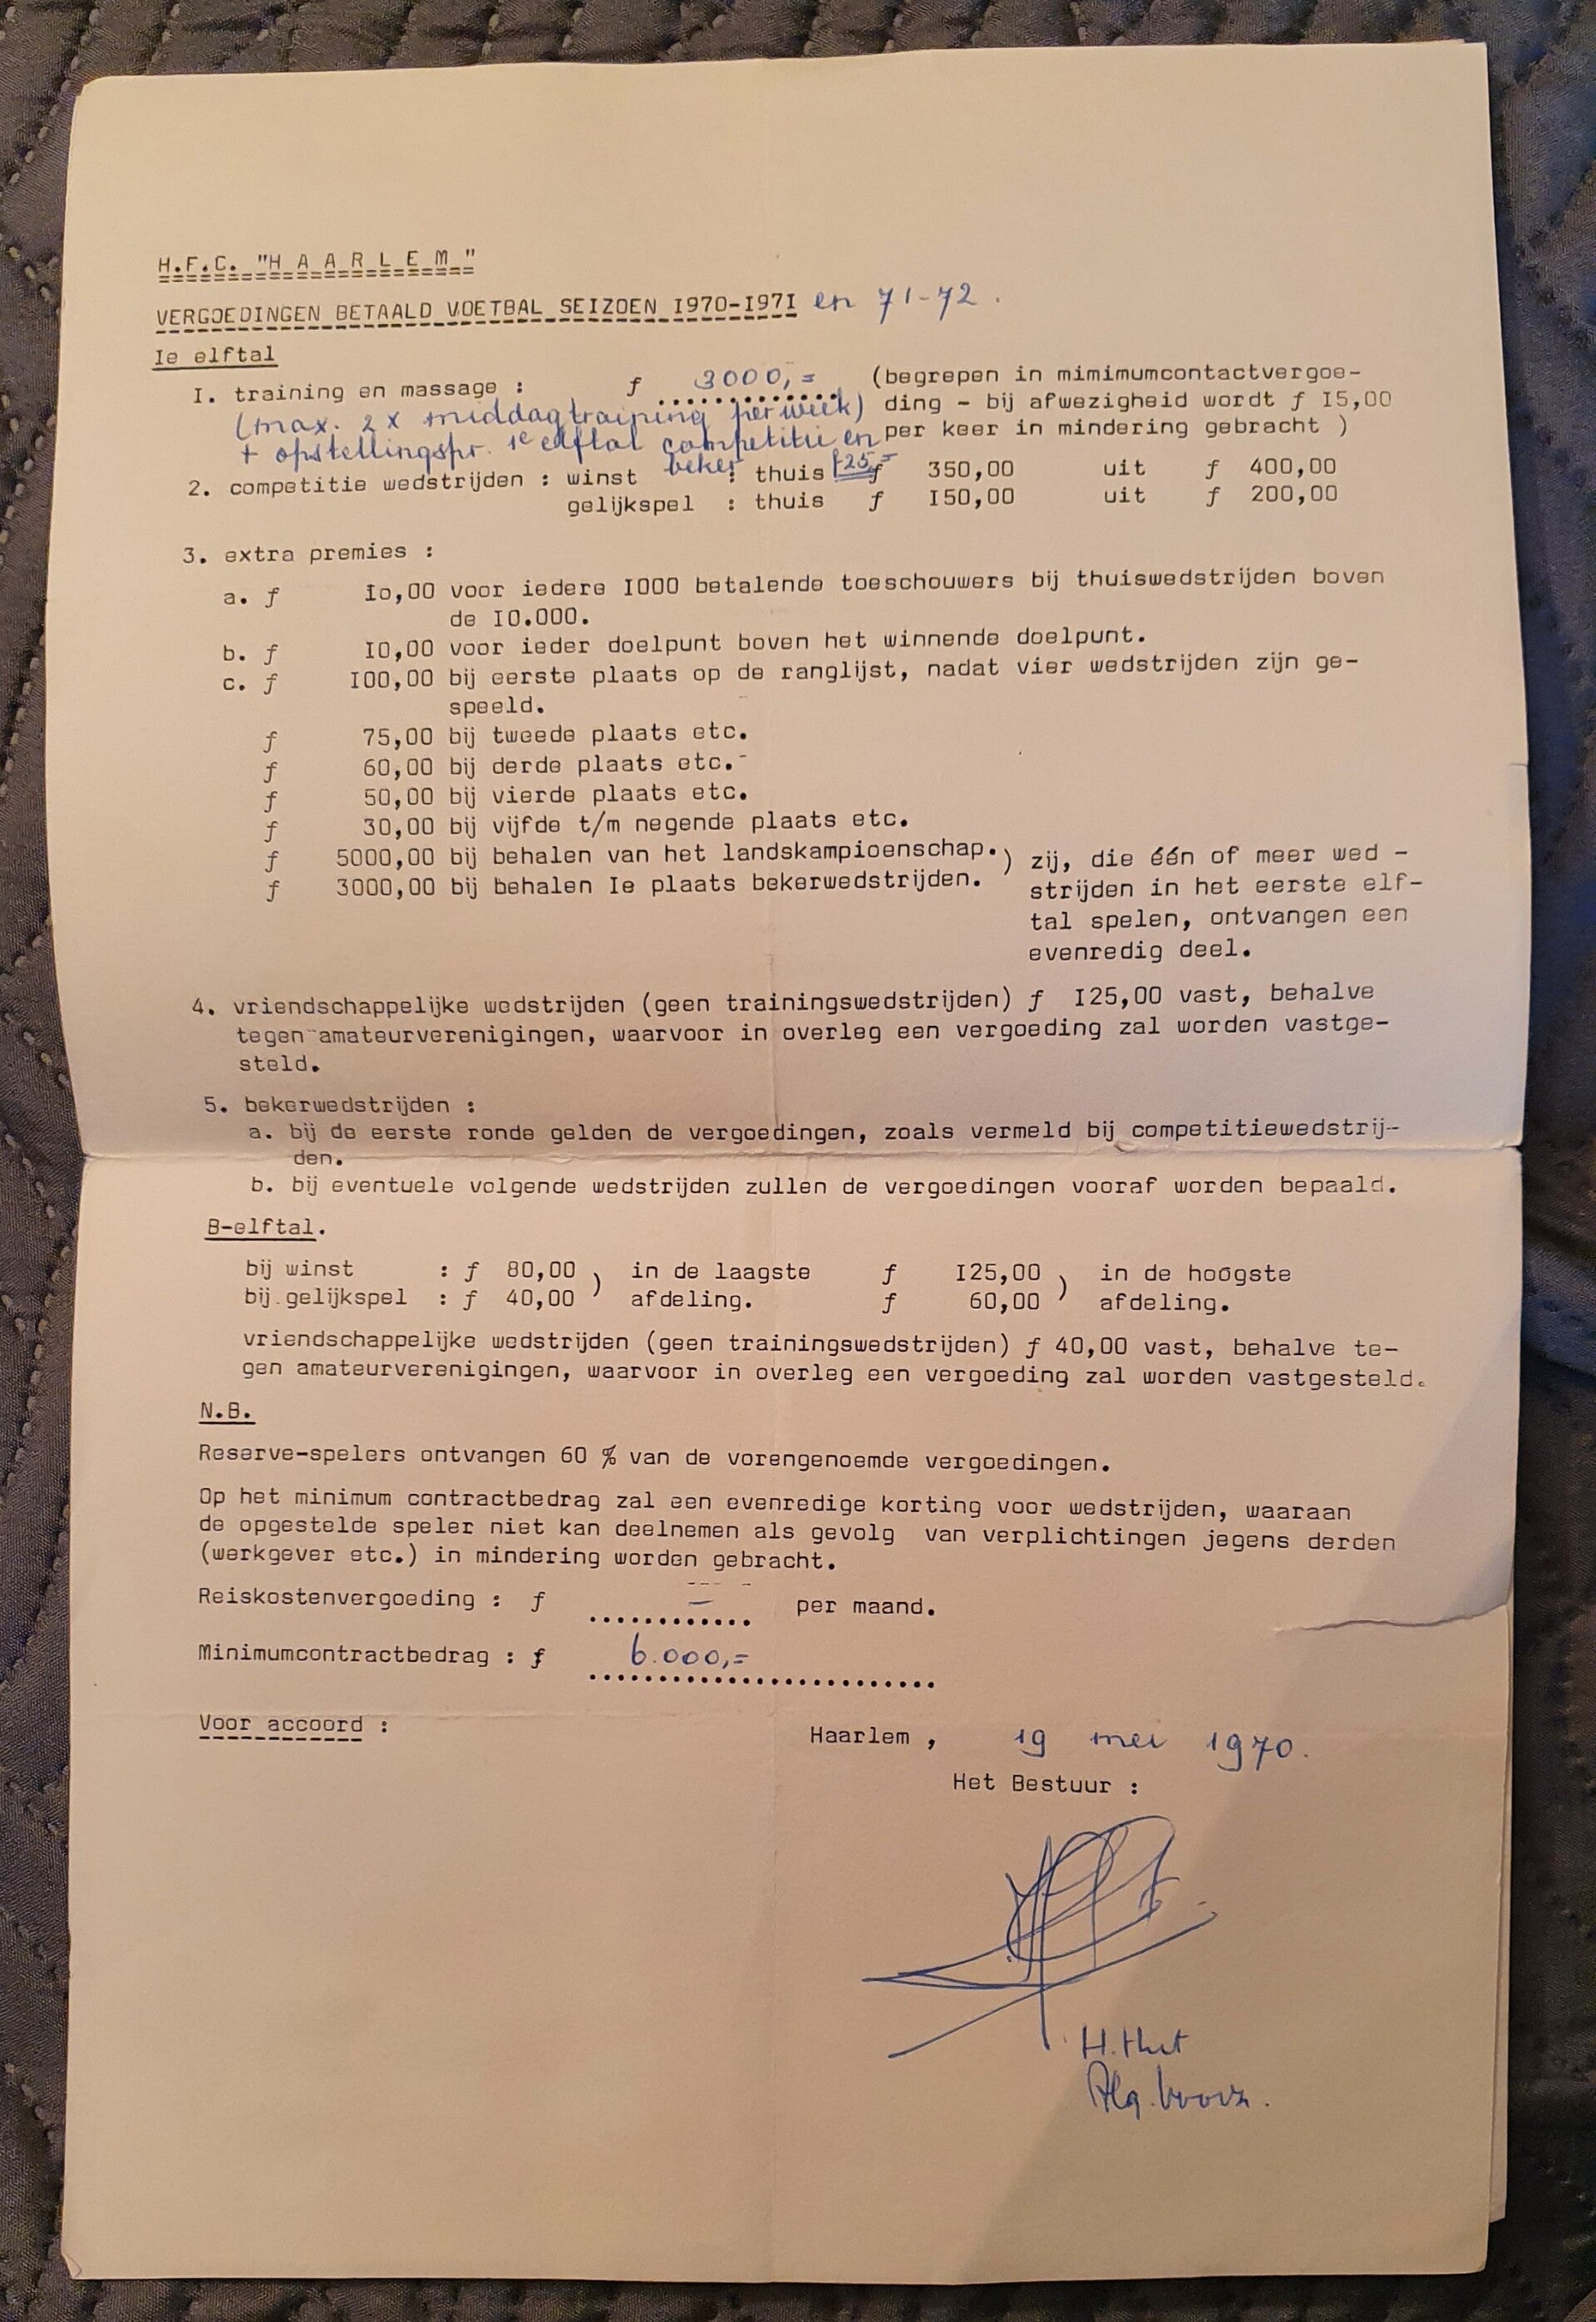 H.F.C. "H A A R L E M "
VERGOEDINGEN BETAALD VOETBAL SEIZOEN I970-I97I en 71-72.
Ie elftal
I. training en massage : ƒ 3000,= (begrepen in mimimumcontactvergoe-
(max. 2 x middagtraining per week) ding - bij afwezigheid wordt ƒ I5,00
+ opstellingspr. 1e elftal competitie en per keer in mindering gebracht )
beker f25,=
2. competitie wedstrijden : winst : thuis ƒ 350,00 uit ƒ 400,00
gelijkspel : thuis ƒ I50,00 uit ƒ 200,00
3. extra premies :
a. ƒ Io,00 voor iedere I000 betalende toeschouwers bij thuiswedstrijden boven
de I0.000.
b. ƒ I0,00 voor ieder doelpunt boven het winnende doelpunt.
c. ƒ I00,00 bij eerste plaats op de ranglijst, nadat vier wedstrijden zijn ge-
speeld.
ƒ 75,00 bij tweede plaats etc.
ƒ 60,00 bij derde plaats etc.
ƒ 50,00 bij vierde plaats etc.
ƒ 30,00 bij vijfde t/m negende plaats etc.
ƒ 5000,00 bij behalen van het landskampioenschap. ) zij, die één of meer wed -
ƒ 3000,00 bij behalen Ie plaats bekerwedstrijden. strijden in het eerste elf-
tal spelen, ontvangen een
evenredig deel.
4. vriendschappelijke wedstrijden (geen trainingswedstrijden) ƒ I25,00 vast, behalve
tegen amateurverenigingen, waarvoor in overleg een vergoeding zal worden vastge-
steld.
5. bekerwedstrijden :
a. bij de eerste ronde gelden de vergoedingen, zoals vermeld bij competitiewedstrij-
den.
b. bij eventuele volgende wedstrijden zullen de vergoedingen vooraf worden bepaald.
B-elftal.
bij winst : ƒ 80,00 ) in de laagste ƒ I25,00 ) in de hoogste
bij gelijkspel : ƒ 40,00 ) afdeling. ƒ 60,00 ) afdeling.
vriendschappelijke wedstrijden (geen trainingswedstrijden) ƒ 40,00 vast, behalve te-
gen amateurverenigingen, waarvoor in overleg een vergoeding zal worden vastgesteld.
N.B.
Reserve-spelers ontvangen 60 % van de vorengenoemde vergoedingen.
Op het minimum contractbedrag zal een evenredige korting voor wedstrijden, waaraan
de opgestelde speler niet kan deelnemen als gevolg van verplichtingen jegens derden
(werkgever etc.) in mindering worden gebracht.
Reiskostenvergoeding : ƒ – per maand.
Minimumcontractbedrag : ƒ 6.000,=
Voor accoord :
Haarlem , 19 mei 1970.
Het Bestuur :
Alg. voorz.